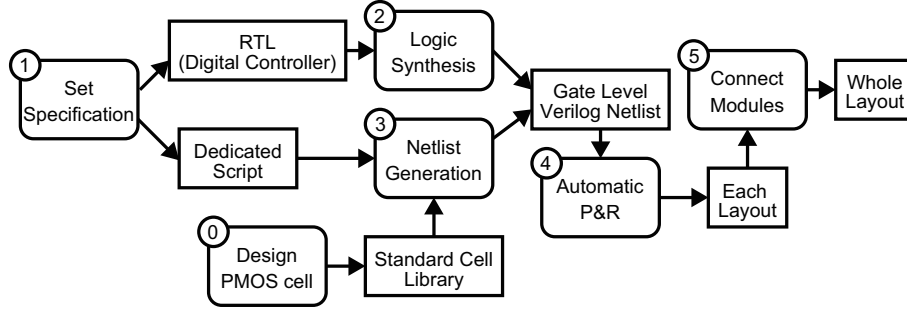 1
Set
Specification
RTL
(Digital Controller)
2
Logic
Synthesis
Dedicated
Script
3
Netlist
Generation
0
Design
PMOS cell
Standard Cell
Library
Gate Level
Verilog Netlist
4
Automatic
P&R
Each
Layout
5
Connect
Modules
Whole
Layout